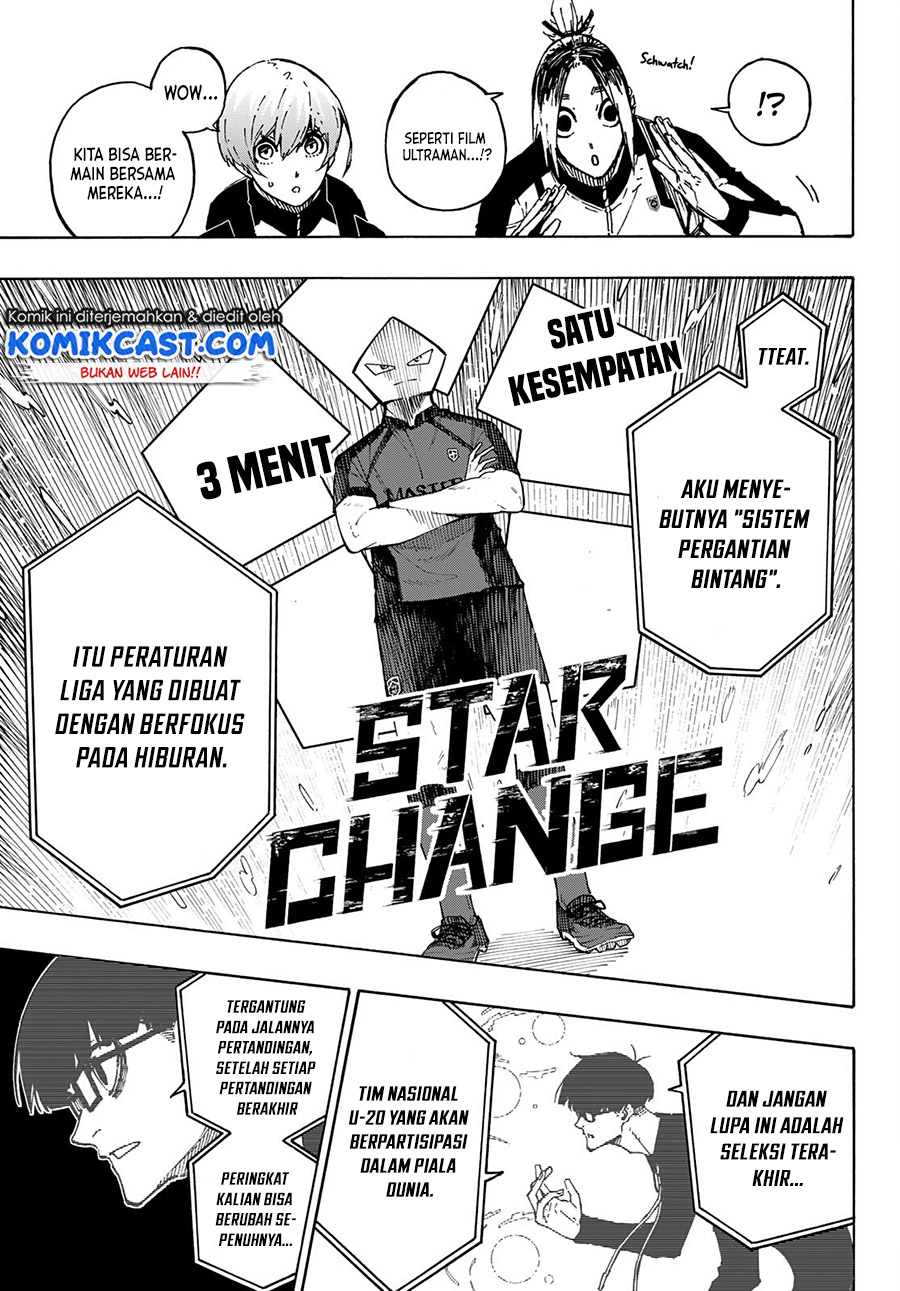 !?
Schwatch!
SEPERTI FILM
ULTRAMAN...!?
WOW...
KITA BISA BER-
MAIN BERSAMA
MEREKA...!
Komik ini diterjemahkan & diedit oleh
KOMIKCAST.COM
BUKAN WEB LAIN!!
TTEAT.
AKU MENYE-
BUTNYA "SISTEM
PERGANTIAN
BINTANG".
SATU
KESEMPATAN
3 MENIT
MASTER
ITU PERATURAN
LIGA YANG DIBUAT
DENGAN BERFOKUS
PADA HIBURAN.
STAR
CHANGE
DAN JANGAN
LUPA INI ADALAH
SELEKSI TERA-
KHIR...
TIM NASIONAL
U-20 YANG AKAN
BERPARTISIPASI
DALAM PIALA
DUNIA.
TERGANTUNG
PADA JALANNYA
PERTANDINGAN,
SETELAH SETIAP
PERTANDINGAN
BERAKHIR
PERINGKAT
KALIAN BISA
BERUBAH SE-
PENUHNYA...